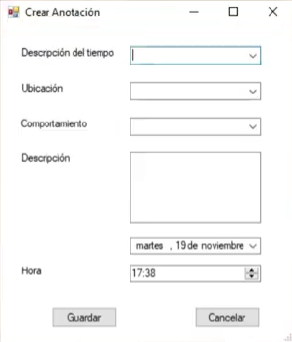 Crear Anotación
Descrpción del tiempo
Ubicación
Comportamiento
Descrpción
martes , 19 de noviembre
Hora 17:38
Guardar Cancelar